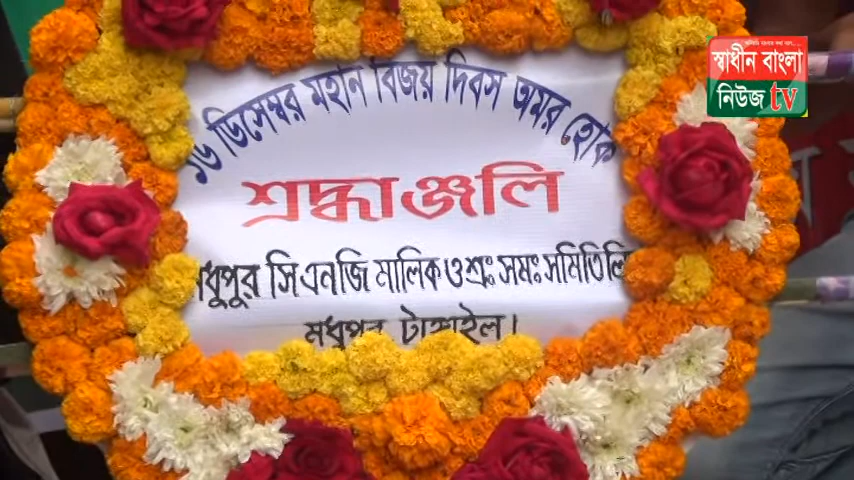 ১৬ ডিসেম্বর মহান বিজয় দিবস অমর হোক
শ্রদ্ধাঞ্জলি
মধুপুর সিএনজি মালিক ও শ্রঃ সমঃ সমিতি লিঃ
মধুপুর, টাঙ্গাইল।
স্বাধীন বাংলা
নিউজ tv